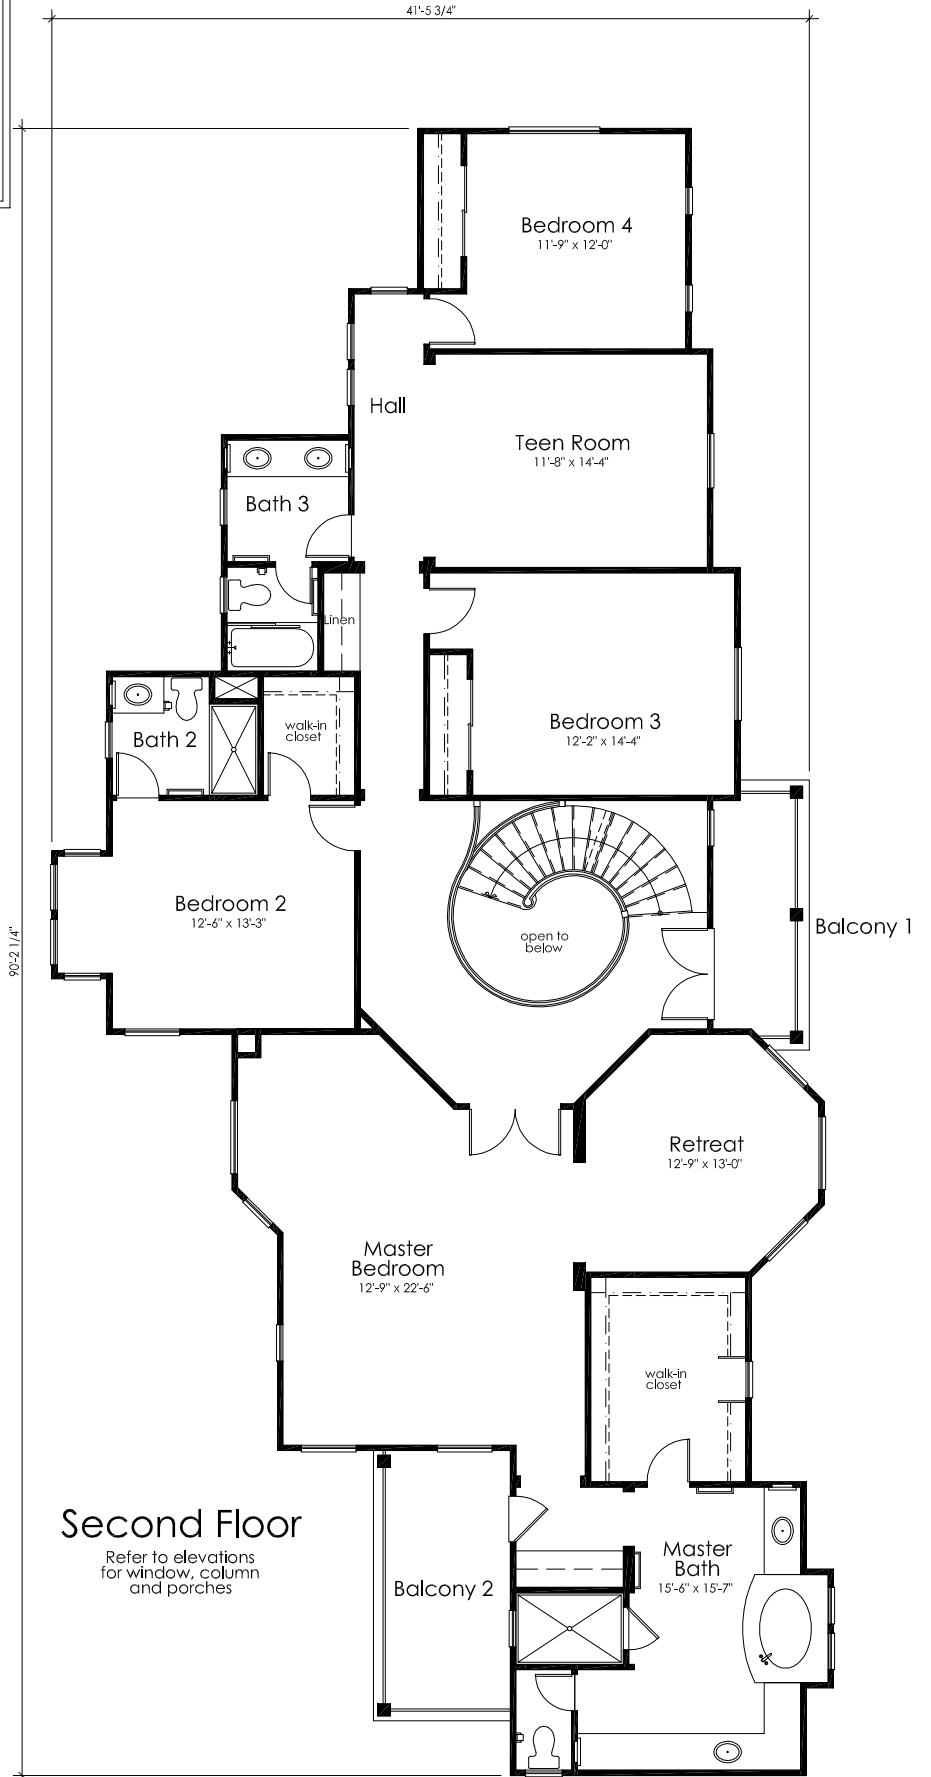 41'-5 3/4"
90'-2 1/4"
Bedroom 4
11'-9" x 12'-0"
Hall
Teen Room
11'-8" x 14'-4"
Bath 3
Linen
walk-in
closet
Bath 2
Bedroom 3
12'-2" x 14'-4"
Bedroom 2
12'-6" x 13'-3"
open to
below
Balcony 1
Retreat
12'-9" x 13'-0"
Master
Bedroom
12'-9" x 22'-6"
walk-in
closet
Second Floor
Refer to elevations
for window, column
and porches
Balcony 2
Master
Bath
15'-6" x 15'-7"